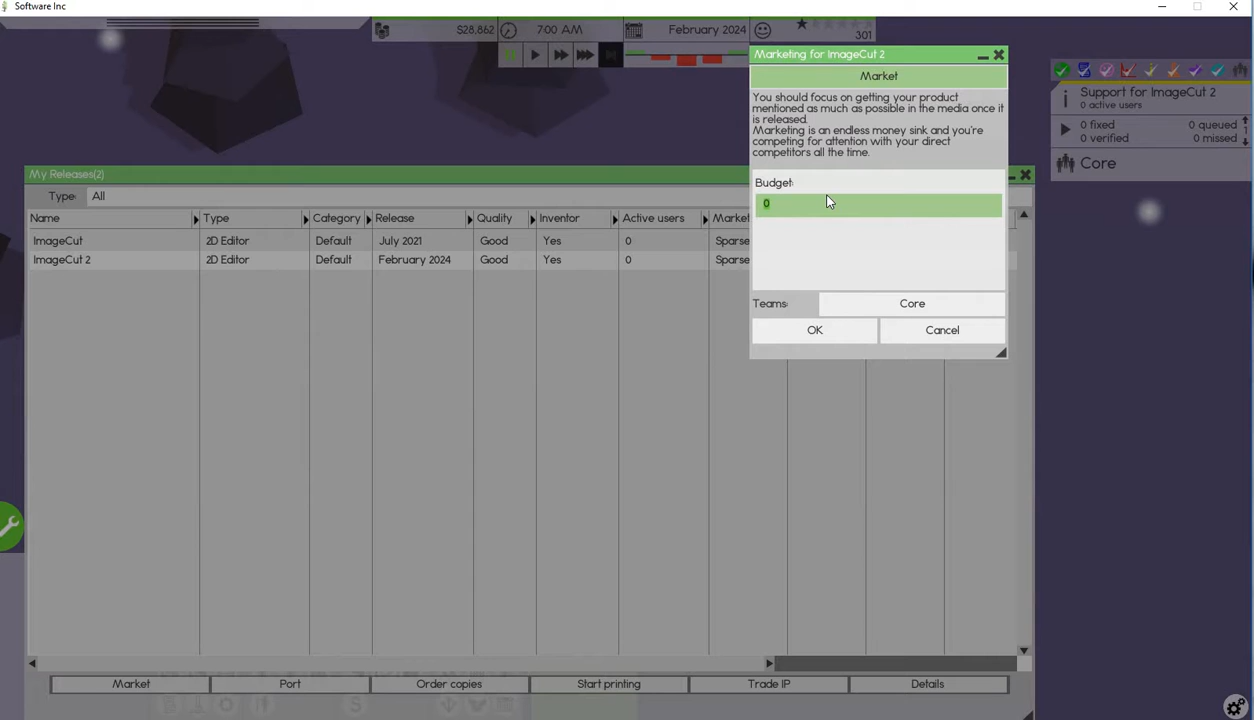 Software Inc
$28,862
7:00 AM
February 2024
301
Marketing for ImageCut 2
Market
You should focus on getting your product
mentioned as much as possible in the media once it
is released.
Marketing is an endless money sink and you're
competing for attention with your direct
competitors all the time.
Budget:
0
Teams:
Core
OK
Cancel
Support for ImageCut 2
0 active users
0 fixed
0 queued
0 verified
0 missed
Core
My Releases(2)
Type:
All
Name
Type
Category
Release
Quality
Inventor
Active users
Market
ImageCut
2D Editor
Default
July 2021
Good
Yes
0
Sparse
ImageCut 2
2D Editor
Default
February 2024
Good
Yes
0
Sparse
Market
Port
Order copies
Start printing
Trade IP
Details